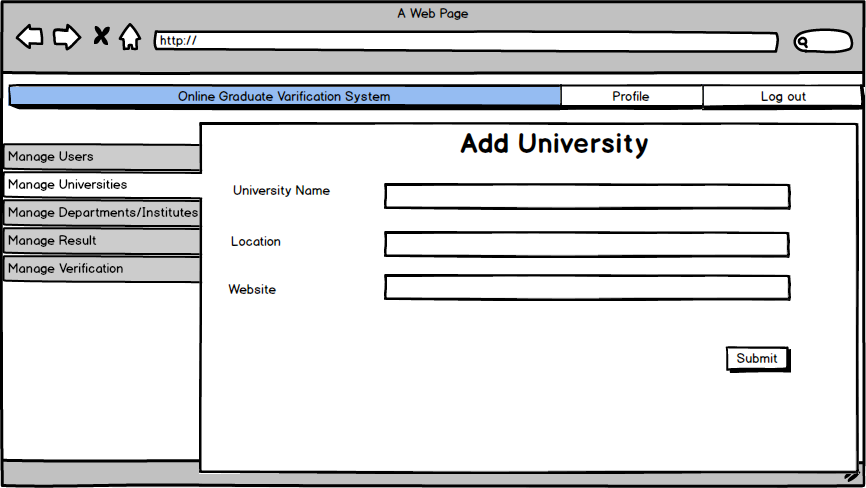 A Web Page
http://
Online Graduate Varification System
Profile
Log out
Manage Users
Manage Universities
Manage Departments/Institutes
Manage Result
Manage Verification
Add University
University Name
Location
Website
Submit